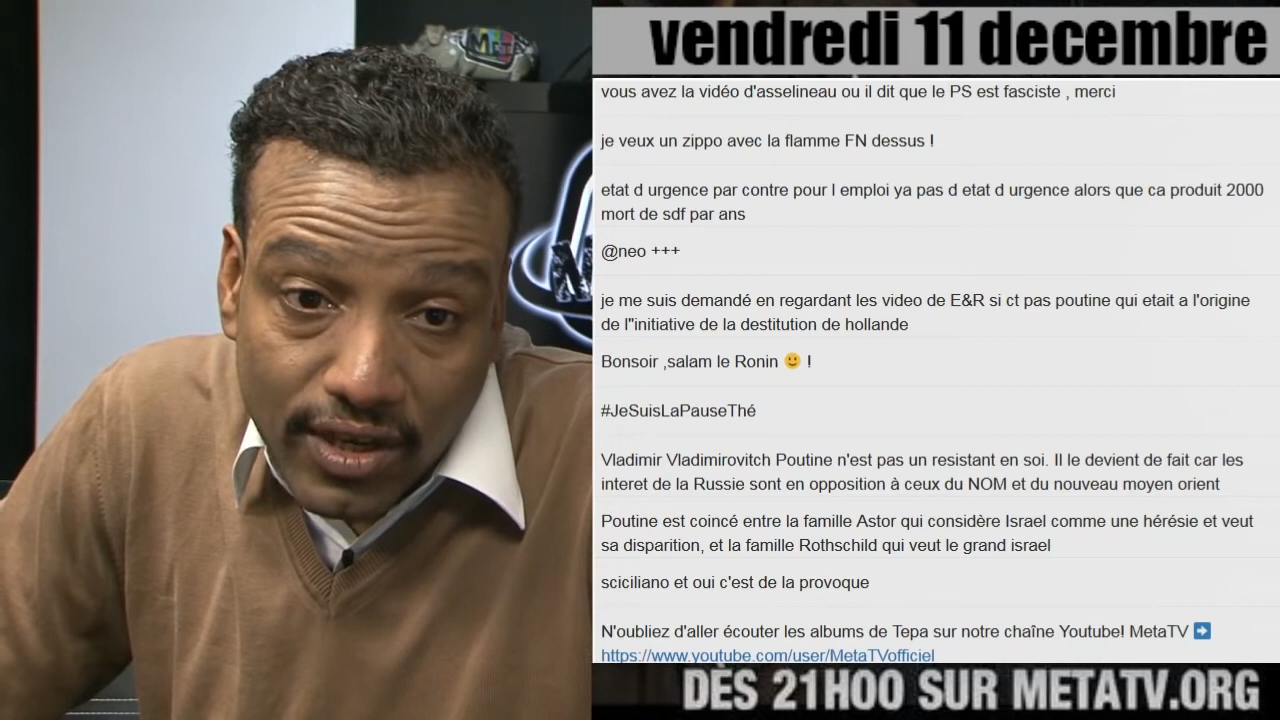 META
vendredi 11 decembre
vous avez la vidéo d'asselineau ou il dit que le PS est fasciste , merci
je veux un zippo avec la flamme FN dessus !
etat d urgence par contre pour l emploi ya pas d etat d urgence alors que ca produit 2000
mort de sdf par ans
@neo +++
je me suis demandé en regardant les video de E&R si ct pas poutine qui etait a l'origine
de l"initiative de la destitution de hollande
Bonsoir ,salam le Ronin 🙂 !
#JeSuisLaPauseThé
Vladimir Vladimirovitch Poutine n'est pas un resistant en soi. Il le devient de fait car les
interet de la Russie sont en opposition à ceux du NOM et du nouveau moyen orient
Poutine est coincé entre la famille Astor qui considère Israel comme une hérésie et veut
sa disparition, et la famille Rothschild qui veut le grand israel
sciciliano et oui c'est de la provoque
N'oubliez d'aller écouter les albums de Tepa sur notre chaîne Youtube! MetaTV ➡
https://www.youtube.com/user/MetaTVofficiel
DÈS 21H00 SUR METATV.ORG